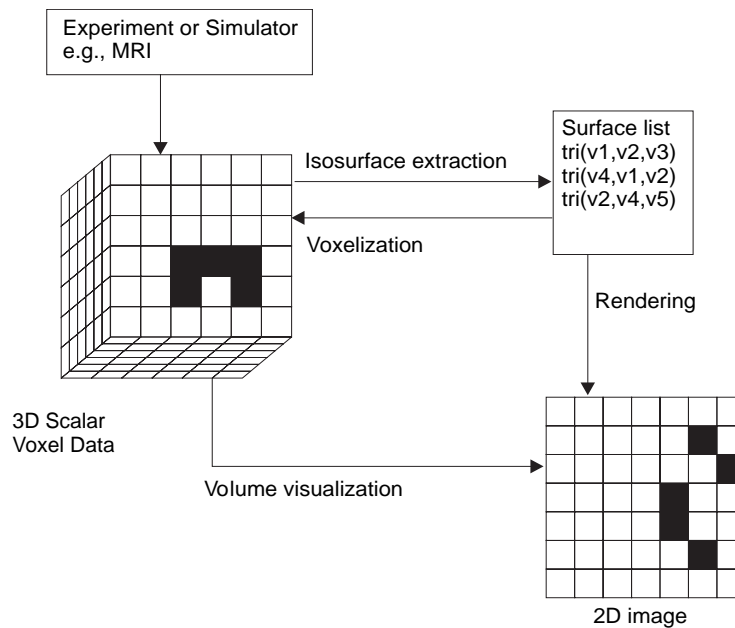 Experiment or Simulator
e.g., MRI
Isosurface extraction
Surface list
tri(v1,v2,v3)
tri(v4,v1,v2)
tri(v2,v4,v5)
Voxelization
Rendering
3D Scalar
Voxel Data
Volume visualization
2D image